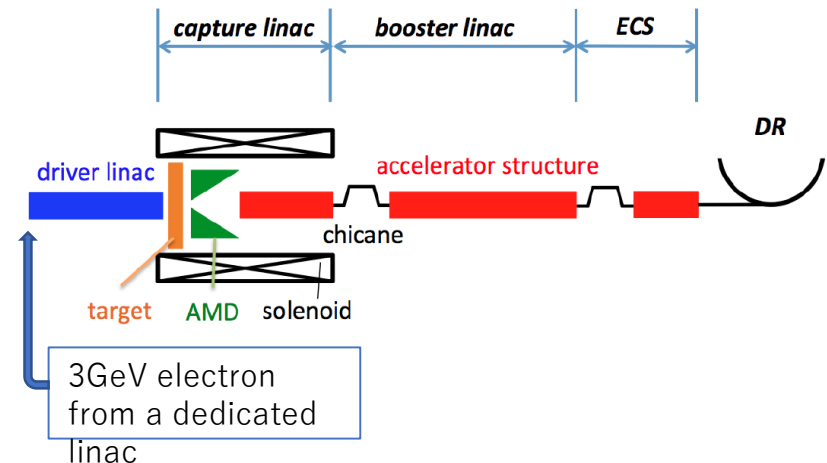 capture linac
booster linac
ECS
DR
driver linac
accelerator structure
chicane
target
AMD
solenoid
3GeV electron
from a dedicated
linac